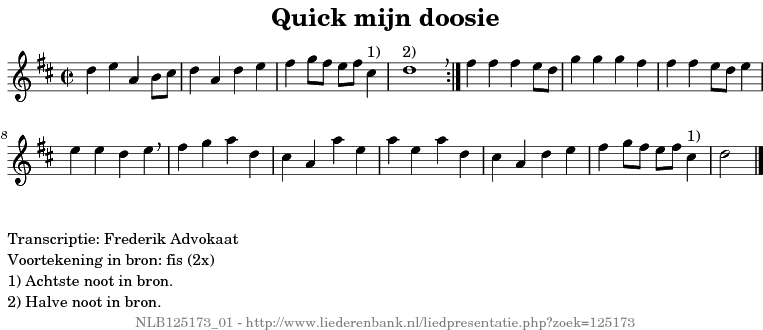 Quick mijn doosie
1)
2)
8
1)
Transcriptie: Frederik Advokaat
Voortekening in bron: fis (2x)
1) Achtste noot in bron.
2) Halve noot in bron.
NLB125173_01 - http://www.liederenbank.nl/liedpresentatie.php?zoek=125173